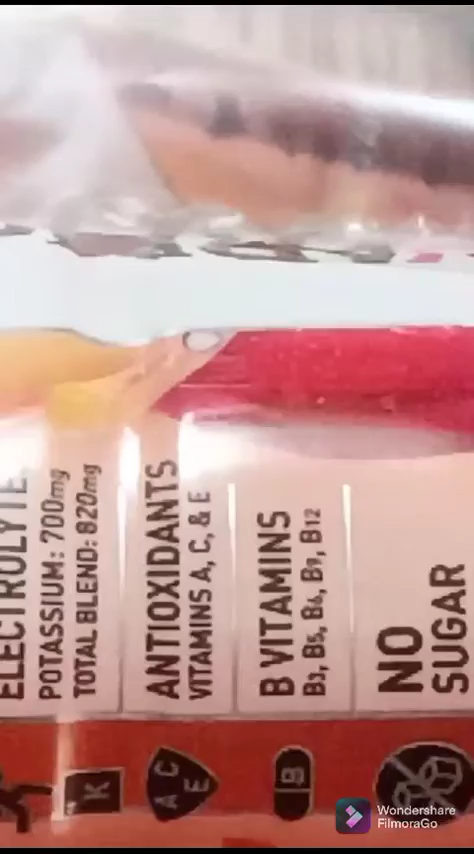 ELECTROLYTE
POTASSIUM: 700mg
TOTAL BLEND: 820mg
ANTIOXIDANTS
VITAMINS A, C, & E
B VITAMINS
B3, B5, B6, B9, B12
NO
SUGAR
K
A C
E
B
Wondershare
FilmoraGo